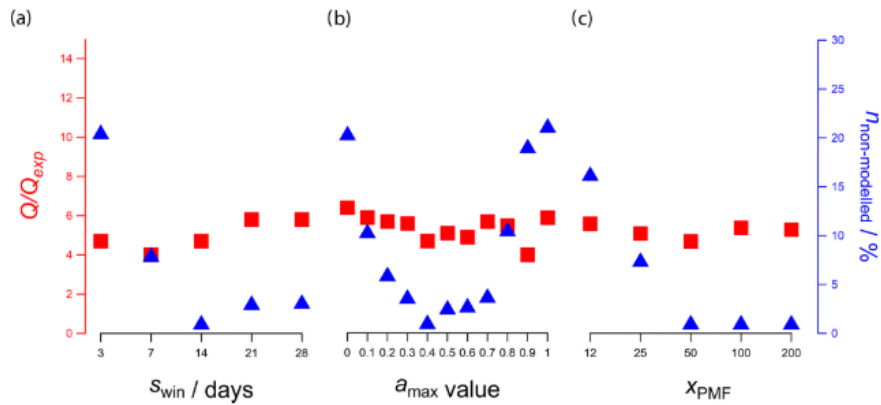 (a)
(b)
(c)
14
12
10
8
6
4
2
0
Q/Qexp
30
25
20
15
10
5
0
nnon-modelled / %
3 7 14 21 28
0 0.1 0.2 0.3 0.4 0.5 0.6 0.7 0.8 0.9 1
12 25 50 100 200
swin / days
amax value
xPMF